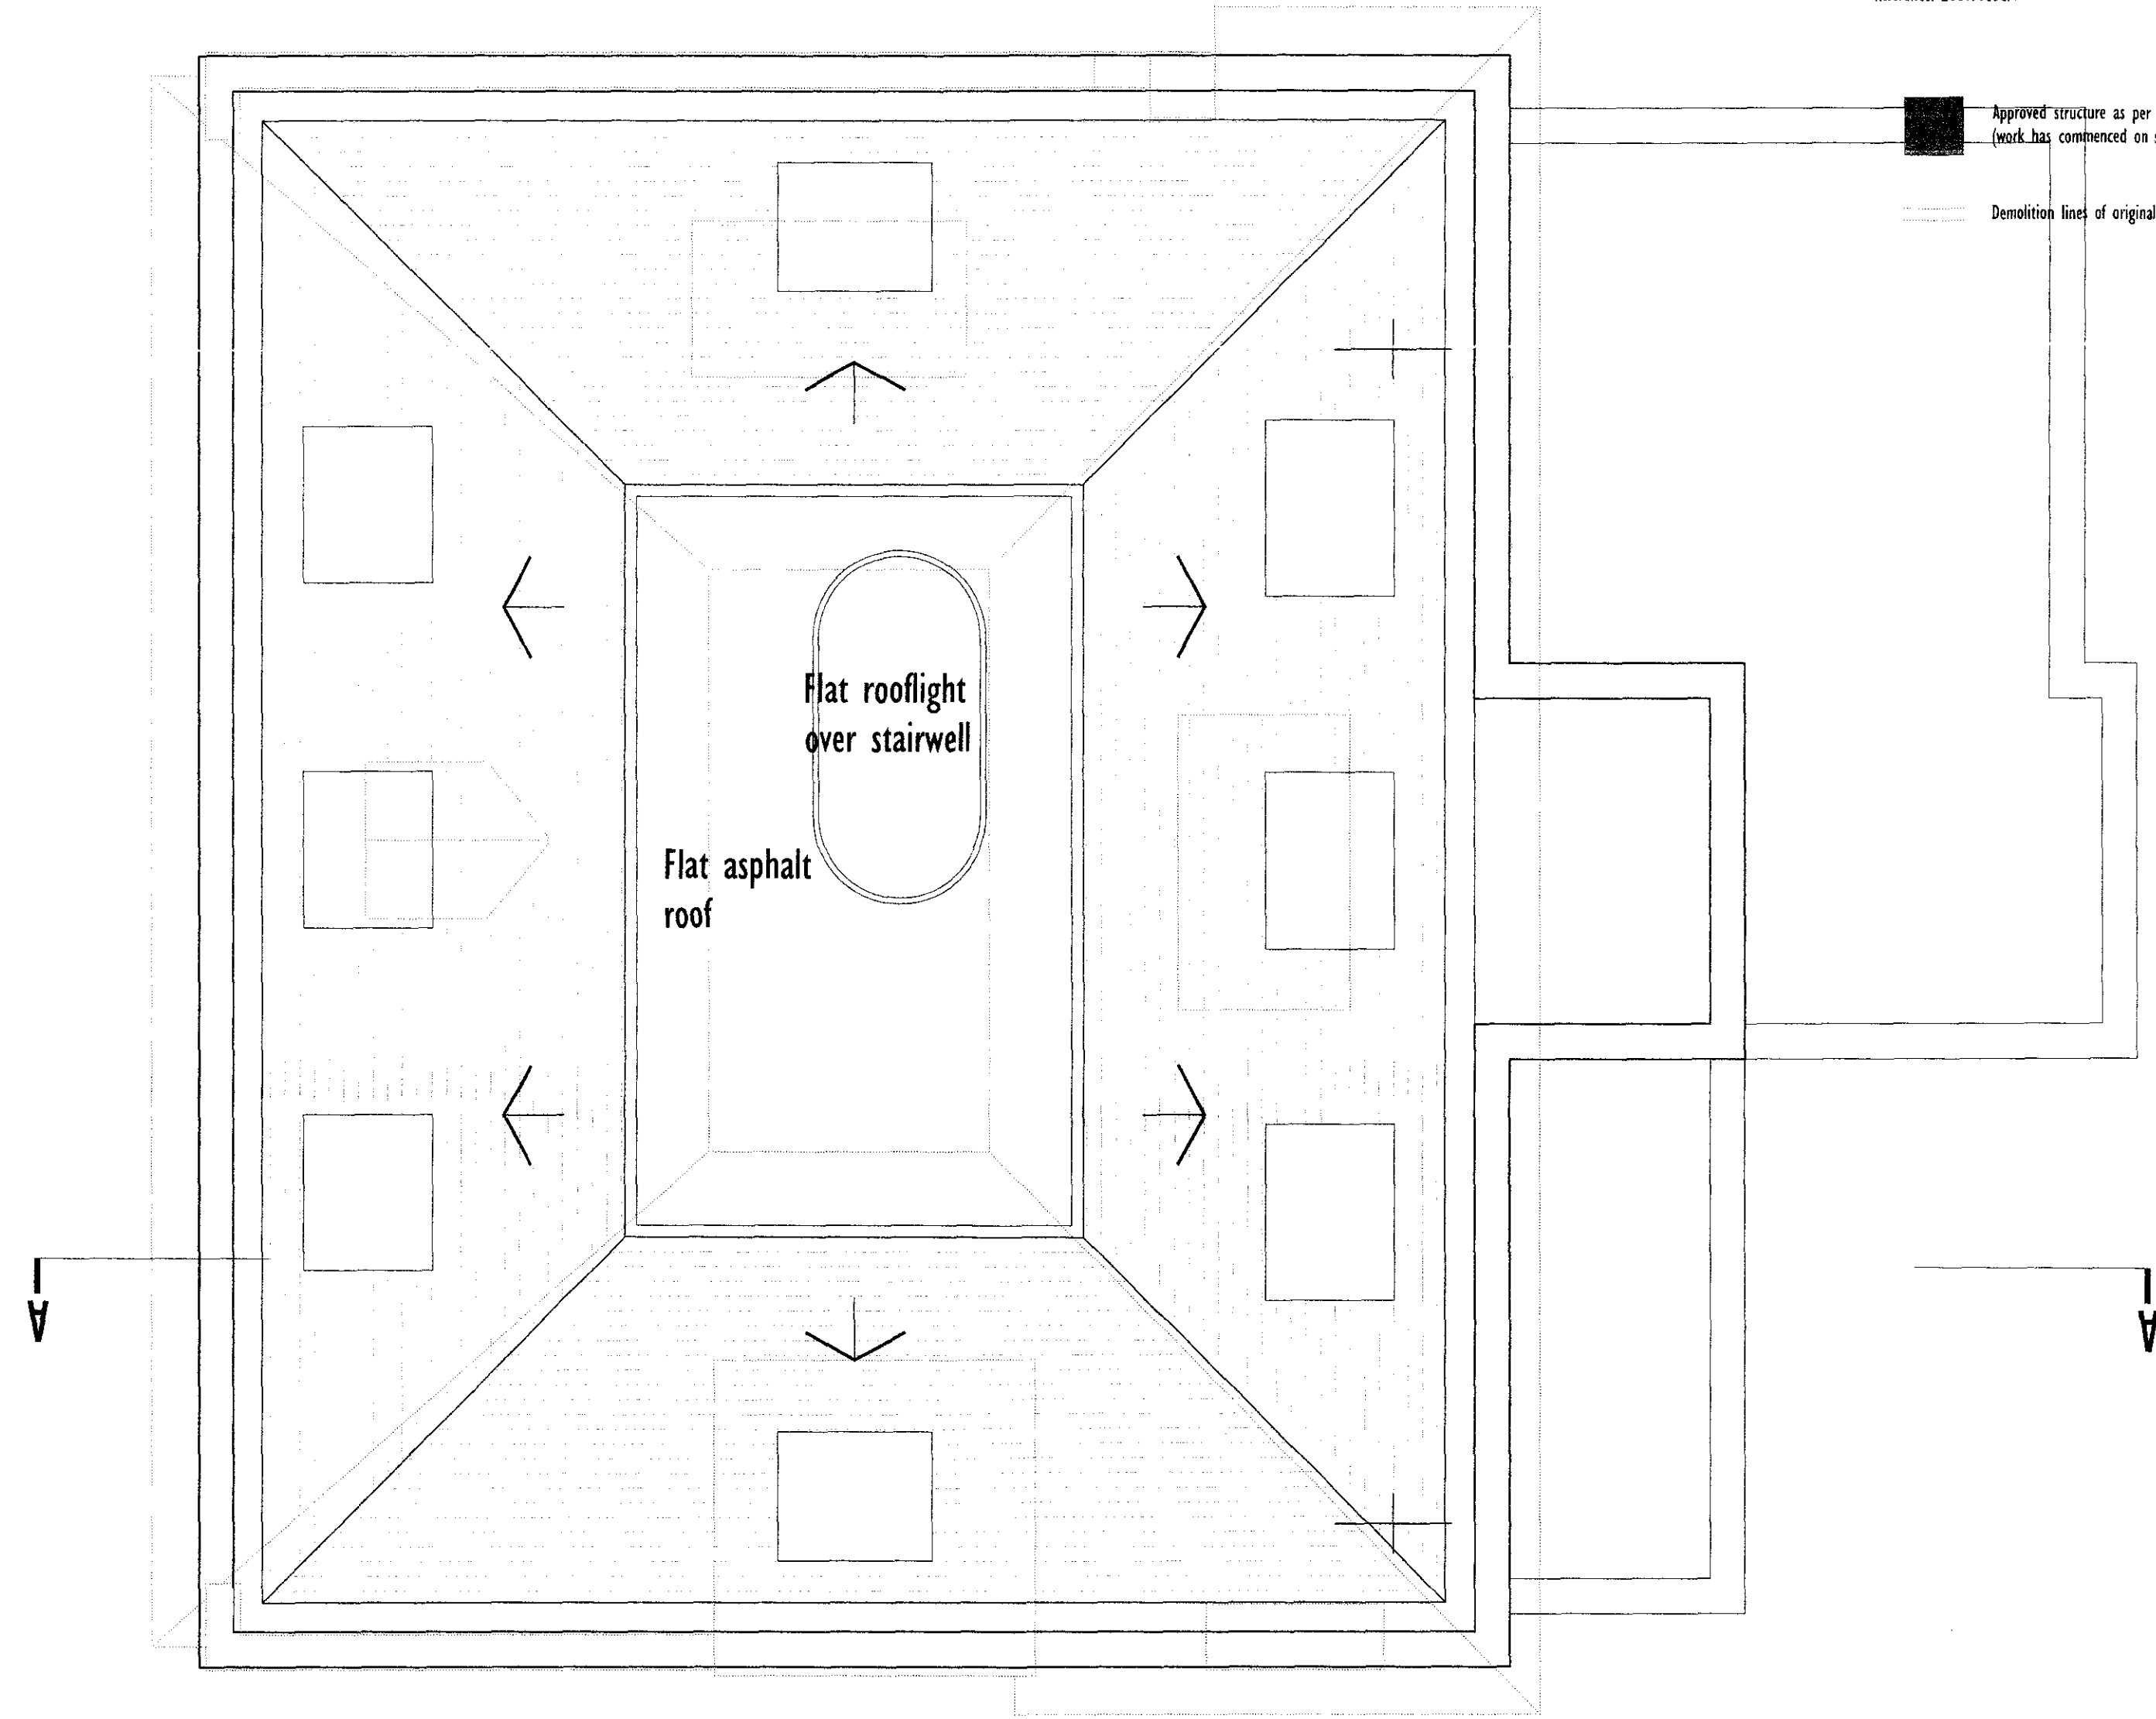 Approved structure as per
(work has commenced on
Demolition lines of original
Flat rooflight
over stairwell
Flat asphalt
roof
A
A